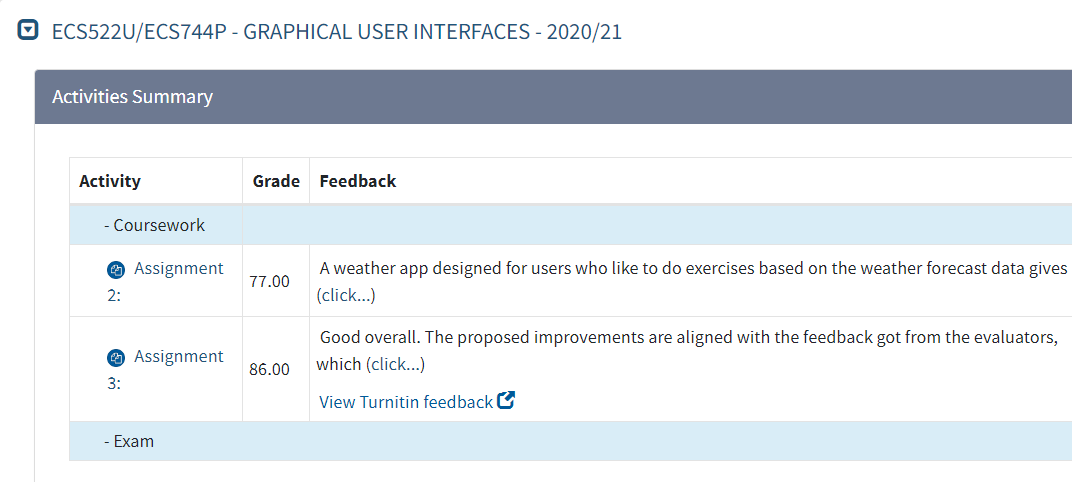 ECS522U/ECS744P - GRAPHICAL USER INTERFACES - 2020/21
Activities Summary
Activity Grade Feedback
- Coursework
Assignment 2: 77.00 A weather app designed for users who like to do exercises based on the weather forecast data gives
(click...)
Assignment 3: 86.00 Good overall. The proposed improvements are aligned with the feedback got from the evaluators,
which (click...)
View Turnitin feedback
- Exam